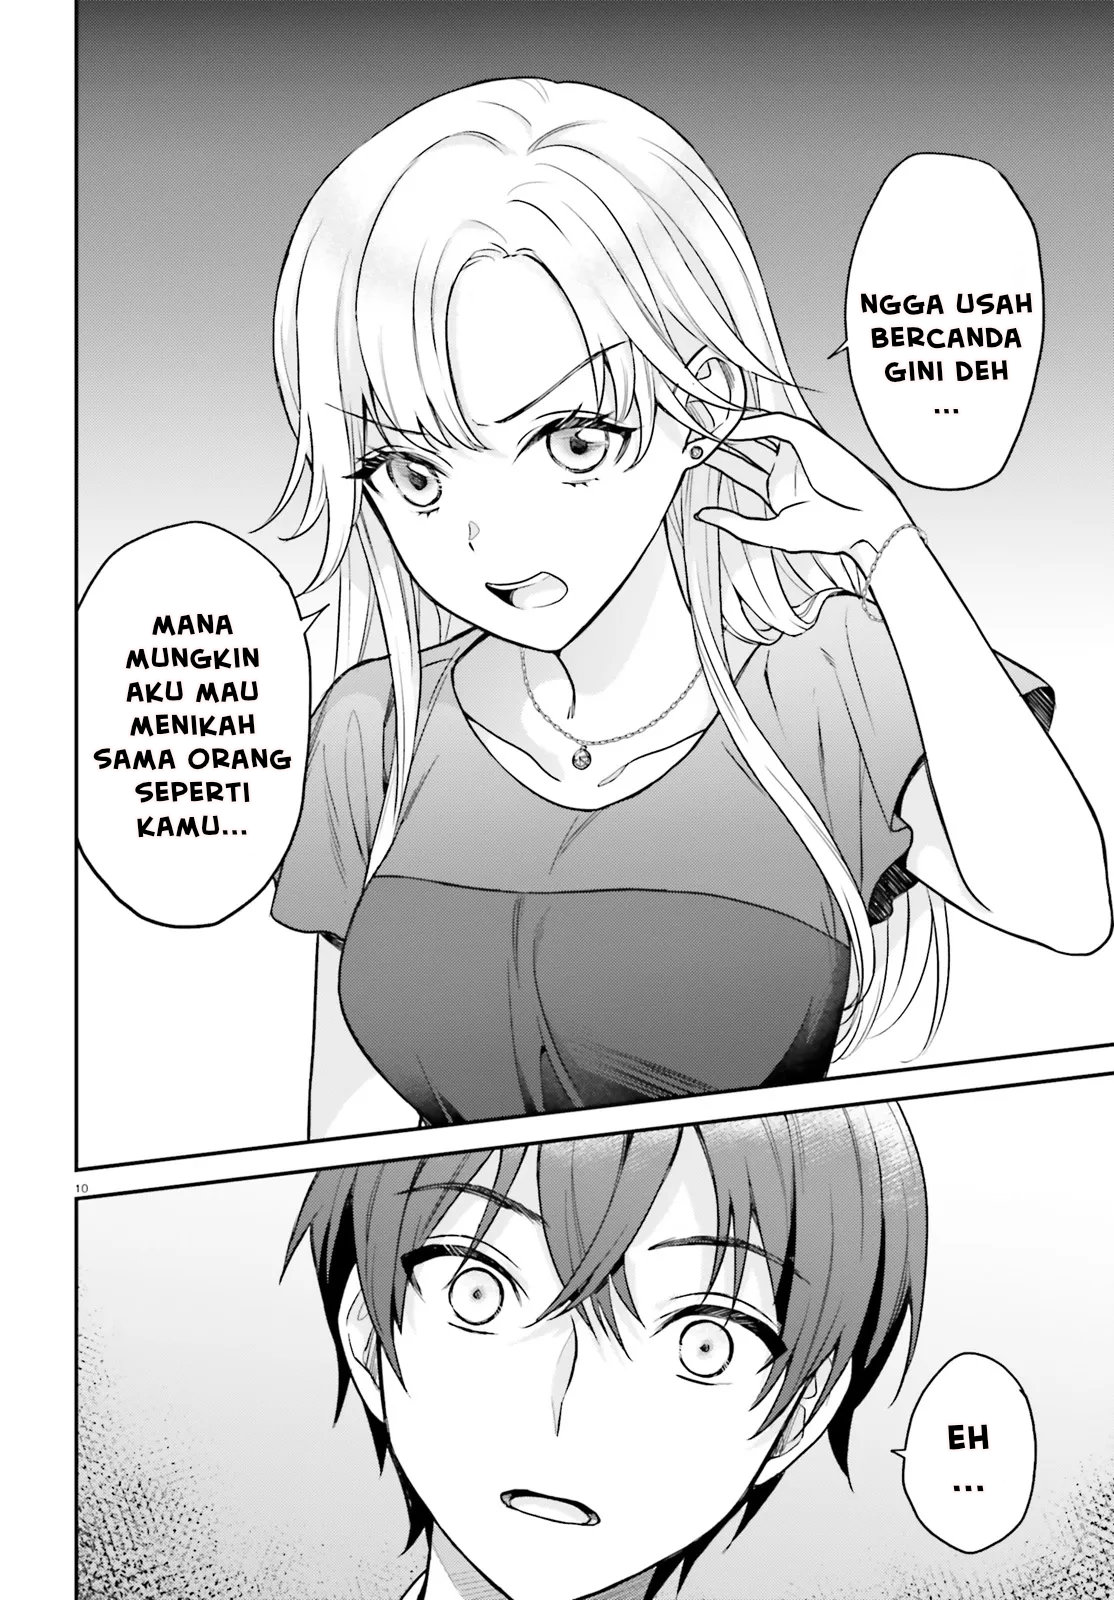 NGGA USAH
BERCANDA
GINI DEH
...
MANA
MUNGKIN
AKU MAU
MENIKAH
SAMA ORANG
SEPERTI
KAMU...
10
EH
...